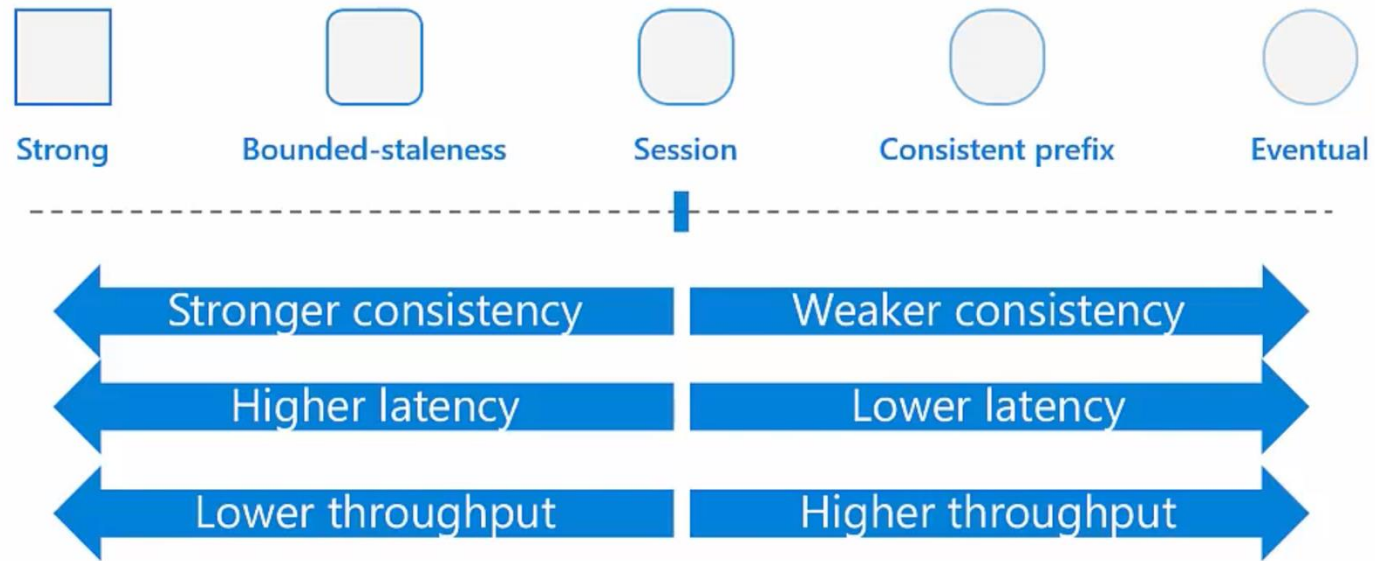 Strong
Bounded-staleness
Session
Consistent prefix
Eventual
Stronger consistency
Weaker consistency
Higher latency
Lower latency
Lower throughput
Higher throughput